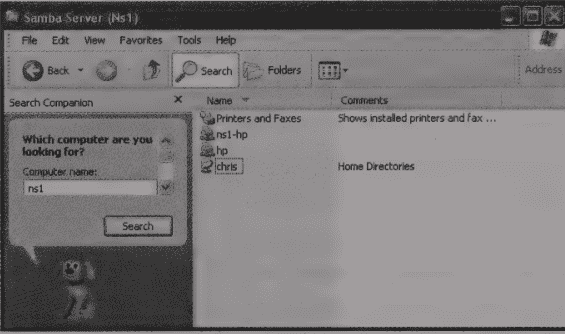 Samba Server (Ns1)
File Edit View Favorites Tools Help
Back Search Folders Address
Search Companion
Name Comments
Which computer are you looking for?
Computer name:
ns1
Search
Printers and Faxes Shows installed printers and fax ...
ns1-hp
hp
chris Home Directories